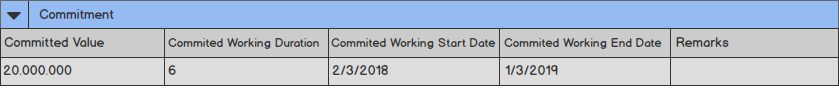 Commitment
Committed Value Commited Working Duration Commited Working Start Date Commited Working End Date Remarks
20.000.000 6 2/3/2018 1/3/2019